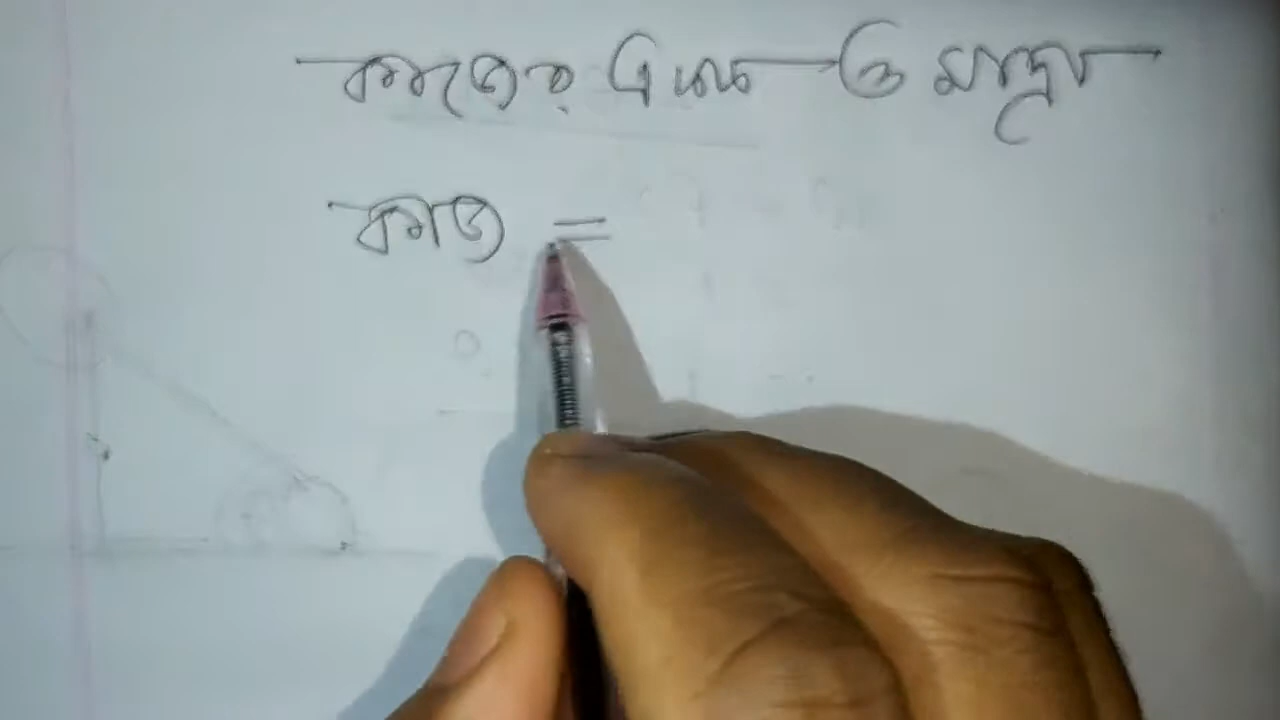 কাজের একক ও মাত্রা
কাজ =